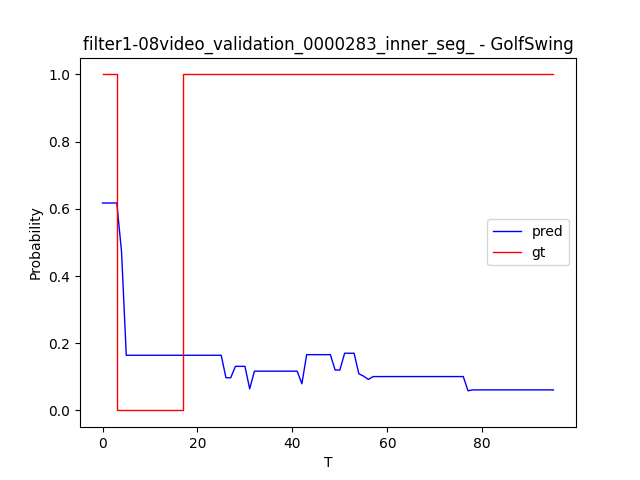 filter1-08video_validation_0000283_inner_seg_ - GolfSwing
1.0
0.8
0.6
0.4
0.2
0.0
Probability
pred
gt
0 20 40 60 80
T